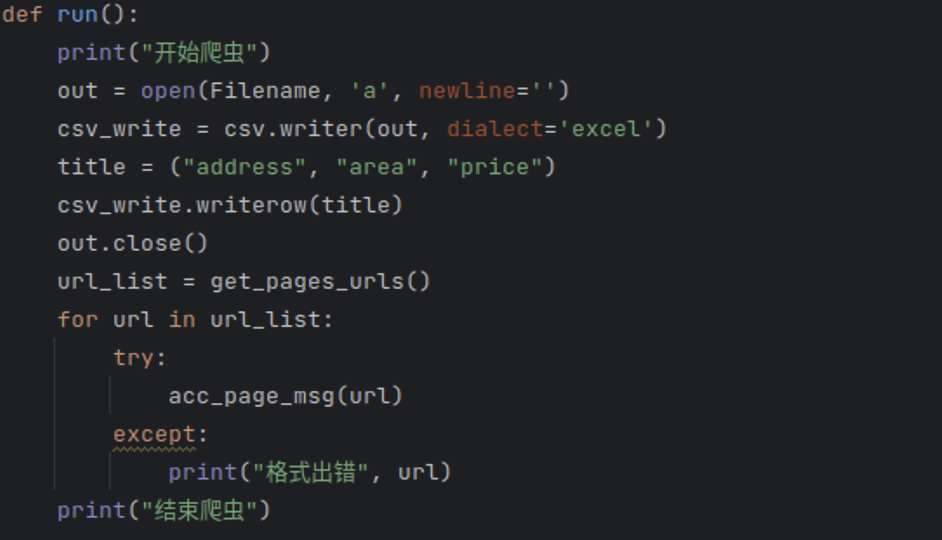 def run():
    print("开始爬虫")
    out = open(Filename, 'a', newline='')
    csv_write = csv.writer(out, dialect='excel')
    title = ("address", "area", "price")
    csv_write.writerow(title)
    out.close()
    url_list = get_pages_urls()
    for url in url_list:
        try:
            acc_page_msg(url)
        except:
            print("格式出错", url)
    print("结束爬虫")